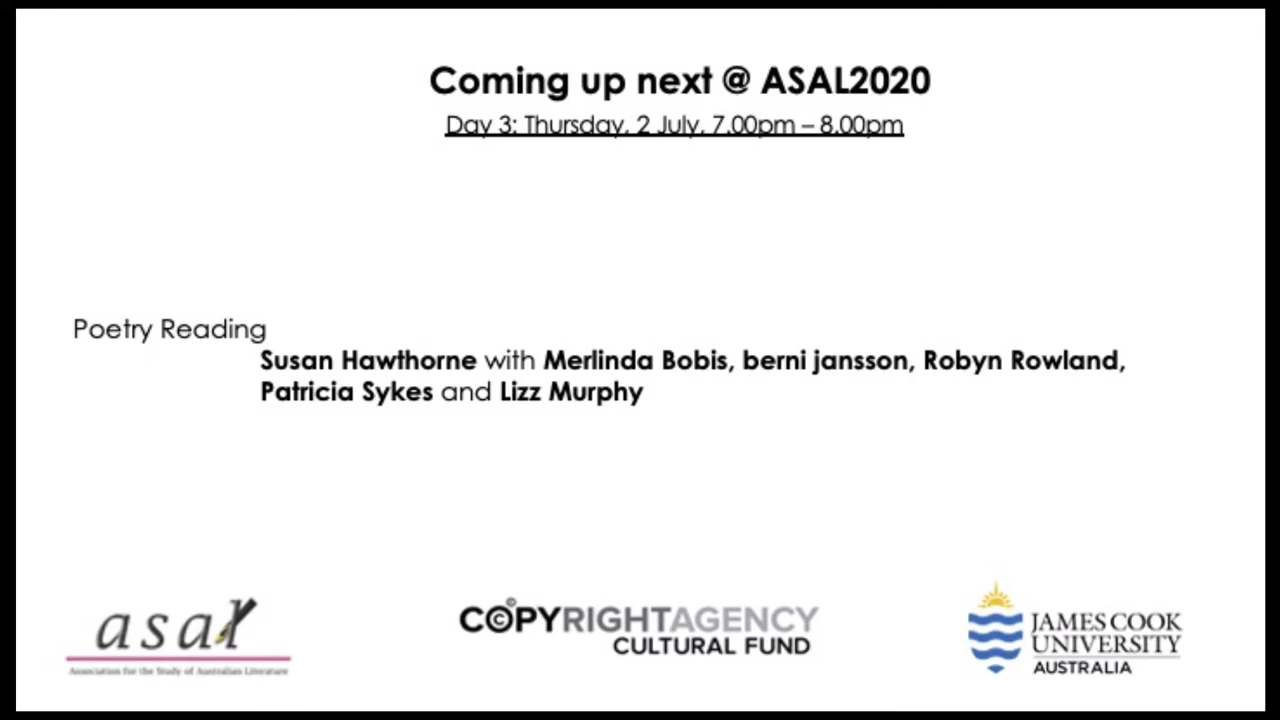 Coming up next @ ASAL2020
Day 3: Thursday, 2 July, 7.00pm – 8.00pm
Poetry Reading
Susan Hawthorne with Merlinda Bobis, berni jansson, Robyn Rowland,
Patricia Sykes and Lizz Murphy
asal
Association for the Study of Australian Literature
©
COPYRIGHTAGENCY
CULTURAL FUND
JAMES COOK
UNIVERSITY
AUSTRALIA